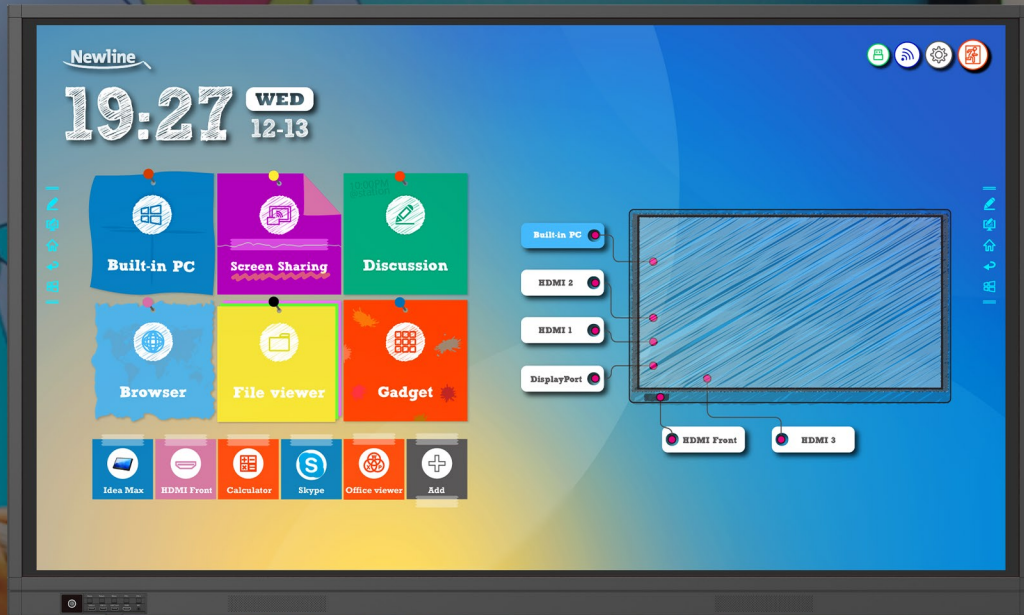 Newline
19:27
WED
12-13
Built-in PC
Screen Sharing
Discussion
Browser
File viewer
Gadget
Idea Max
HDMI Front
Calculator
Skype
Office viewer
Add
Built-in PC
HDMI 2
HDMI 1
DisplayPort
HDMI Front
HDMI 3